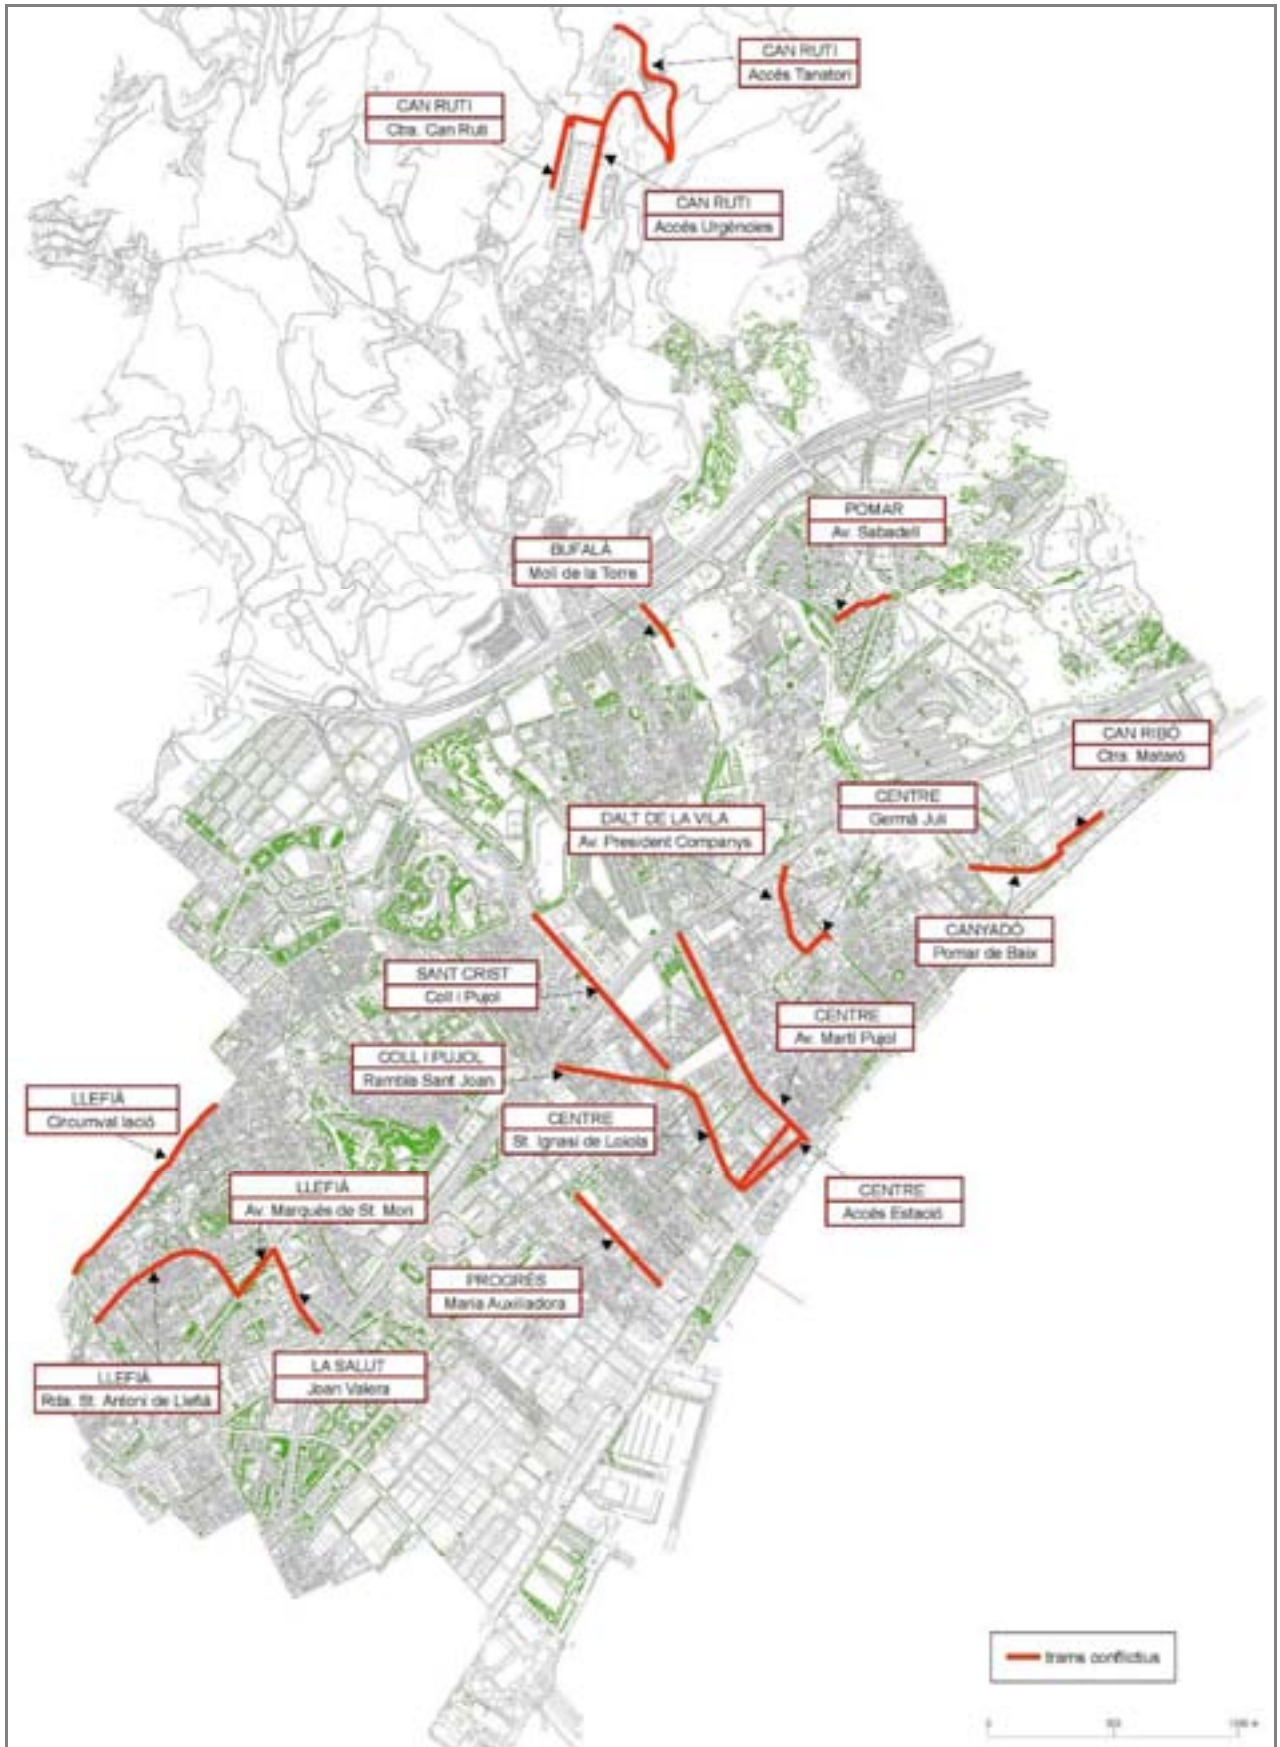 CAN RUTI
Accés Tanatori
CAN RUTI
Ctra. Can Ruti
CAN RUTI
Accés Urgències
POMAR
Av. Sabadell
BUFALÀ
Molí de la Torre
CAN RIBÓ
Ctra. Mataró
CENTRE
Germà Juli
DALT DE LA VILA
Av. President Companys
CANYADÓ
Pomar de Baix
SANT CRIST
Coll i Pujol
CENTRE
Av. Martí Pujol
COLL I PUJOL
Rambla Sant Joan
LLEFIÀ
Circumval·lació
CENTRE
St. Ignasi de Loiola
LLEFIÀ
Av. Marquès de St. Mori
CENTRE
Accés Estació
PROGRÉS
Maria Auxiliadora
LA SALUT
Joan Valera
LLEFIÀ
Rda. St. Antoni de Llefià
trams conflictius